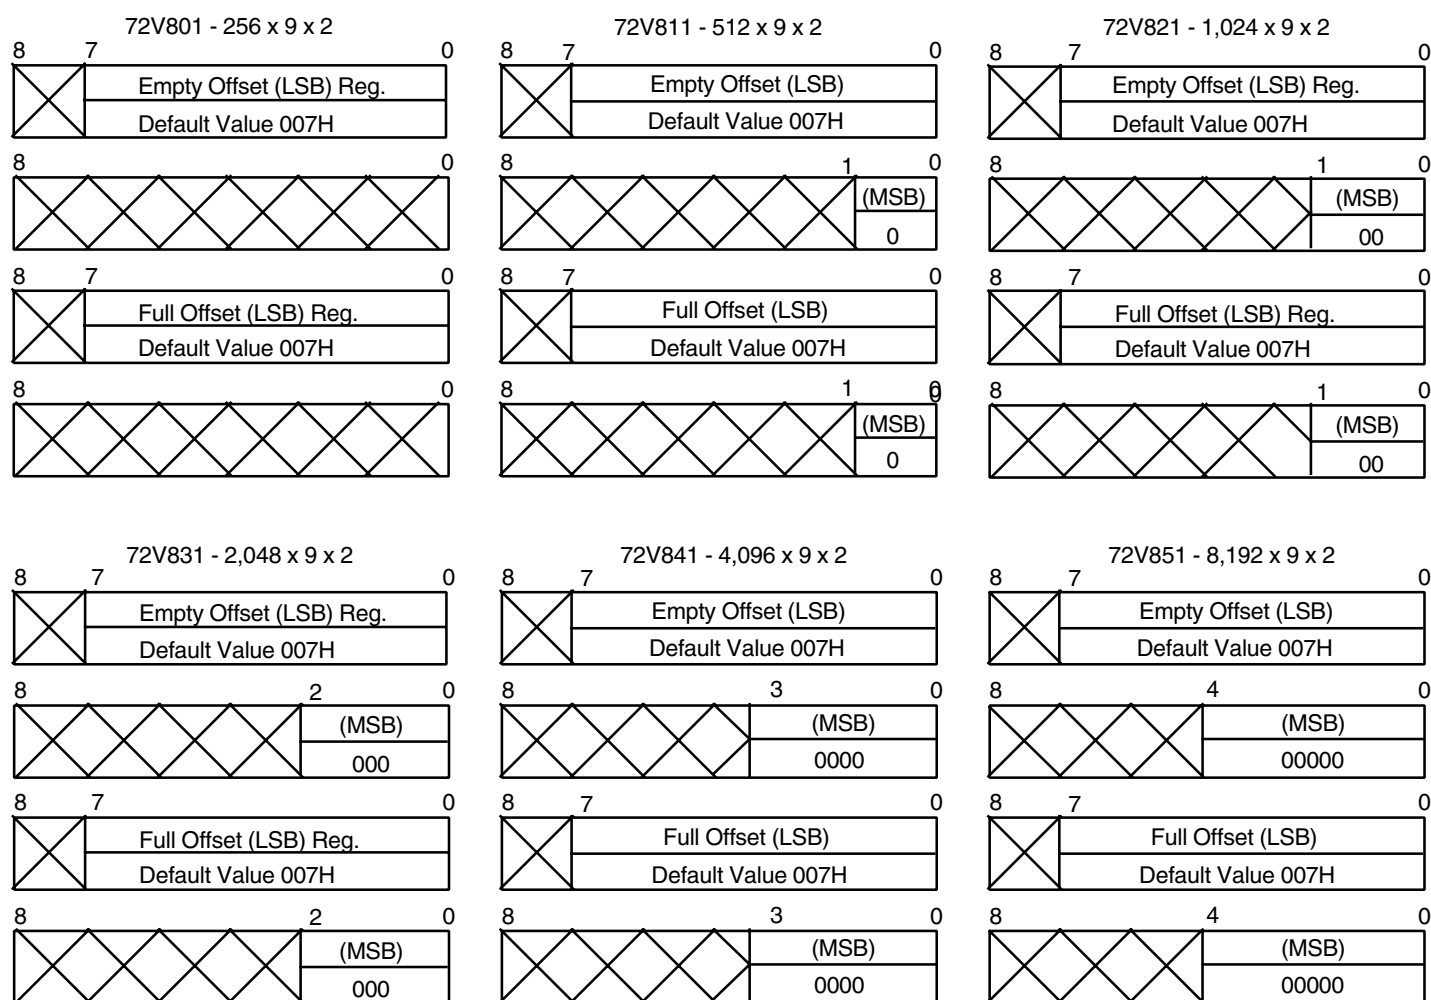 72V801 - 256 x 9 x 2
8 7 0
Empty Offset (LSB) Reg.
Default Value 007H
8 0
8 7 0
Full Offset (LSB) Reg.
Default Value 007H
8 0
72V811 - 512 x 9 x 2
8 7 0
Empty Offset (LSB)
Default Value 007H
8 1 0
(MSB)
0
8 7 0
Full Offset (LSB)
Default Value 007H
8 1 0
0
(MSB)
0
72V821 - 1,024 x 9 x 2
8 7 0
Empty Offset (LSB) Reg.
Default Value 007H
8 1 0
(MSB)
00
8 7 0
Full Offset (LSB) Reg.
Default Value 007H
8 1 0
(MSB)
00
72V831 - 2,048 x 9 x 2
8 7 0
Empty Offset (LSB) Reg.
Default Value 007H
8 2 0
(MSB)
000
8 7 0
Full Offset (LSB) Reg.
Default Value 007H
8 2 0
(MSB)
000
72V841 - 4,096 x 9 x 2
8 7 0
Empty Offset (LSB)
Default Value 007H
8 3 0
(MSB)
0000
8 7 0
Full Offset (LSB)
Default Value 007H
8 3 0
(MSB)
0000
72V851 - 8,192 x 9 x 2
8 7 0
Empty Offset (LSB)
Default Value 007H
8 4 0
(MSB)
00000
8 7 0
Full Offset (LSB)
Default Value 007H
8 4 0
(MSB)
00000